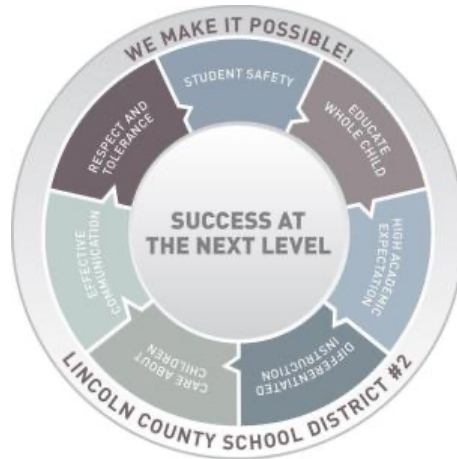 WE MAKE IT POSSIBLE!
STUDENT SAFETY
EDUCATE
WHOLE CHILD
HIGH ACADEMIC
EXPECTATION
DIFFERENTIATED
INSTRUCTION
CARE ABOUT
CHILDREN
EFFECTIVE
COMMUNICATION
RESPECT AND
TOLERANCE
SUCCESS AT
THE NEXT LEVEL
LINCOLN COUNTY SCHOOL DISTRICT #2